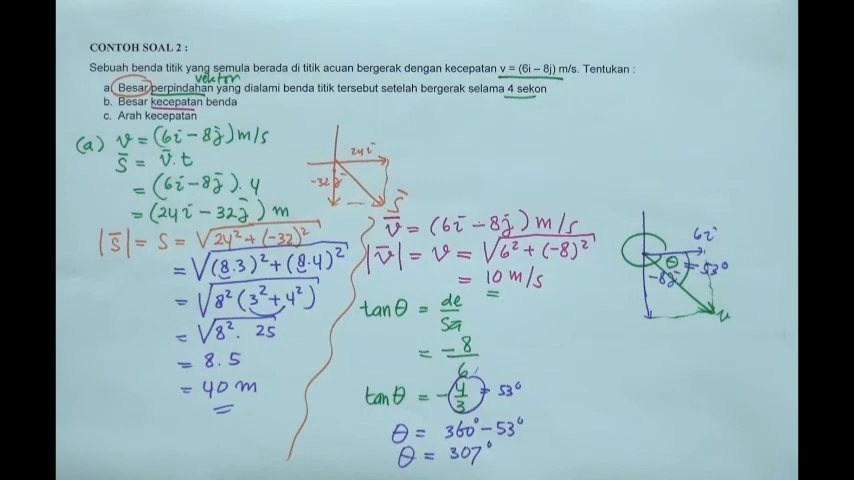 CONTOH SOAL 2 :
Sebuah benda titik yang semula berada di titik acuan bergerak dengan kecepatan v = (6i – 8j) m/s. Tentukan :
vektor
a. Besar perpindahan yang dialami benda titik tersebut setelah bergerak selama 4 sekon
b. Besar kecepatan benda
c. Arah kecepatan
(a) v = (6i - 8j) m/s
s̄ = v̄.t
= (6i - 8j). 4
= (24i - 32j) m
|s̄| = s = √24² + (-32)²
= √(8.3)² + (8.4)²
= √8² (3² + 4²)
= √8² . 25
= 8.5
= 40 m
24i
-32j
s̄
v̄ = (6i - 8j) m/s
|v̄| = v = √6² + (-8)²
= 10 m/s
tan θ = de/sa
= -8/6
tan θ = -4/3 = 53°
θ = 360° - 53°
θ = 307°
6i
θ = 53°
-8j
v